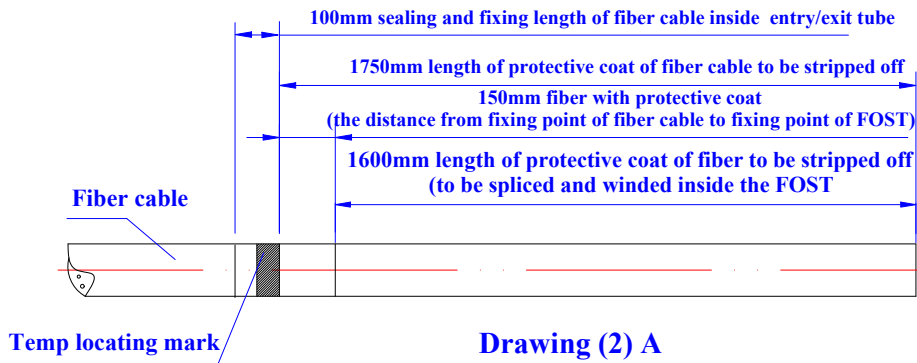 100mm sealing and fixing length of fiber cable inside entry/exit tube
1750mm length of protective coat of fiber cable to be stripped off
150mm fiber with protective coat
(the distance from fixing point of fiber cable to fixing point of FOST)
1600mm length of protective coat of fiber to be stripped off
(to be spliced and winded inside the FOST
Fiber cable
Temp locating mark
Drawing (2) A